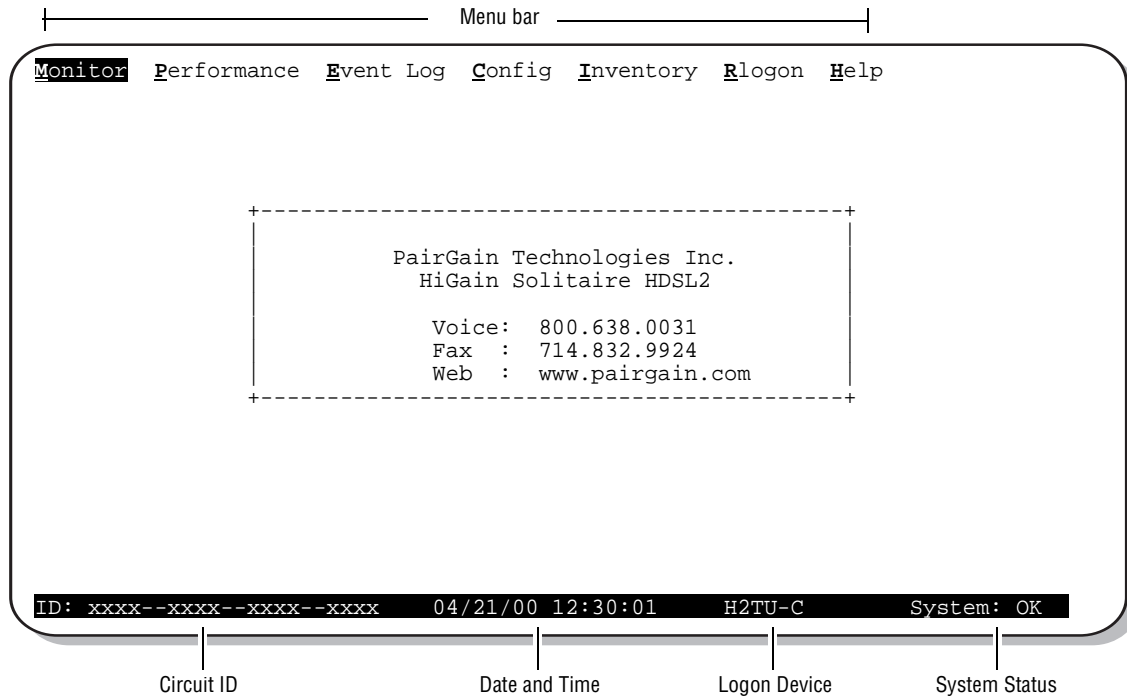 Menu bar
Monitor Performance Event Log Config Inventory Rlogon Help
PairGain Technologies Inc.
HiGain Solitaire HDSL2
Voice: 800.638.0031
Fax : 714.832.9924
Web : www.pairgain.com
ID: xxxx--xxxx--xxxx--xxxx 04/21/00 12:30:01 H2TU-C System: OK
Circuit ID Date and Time Logon Device System Status